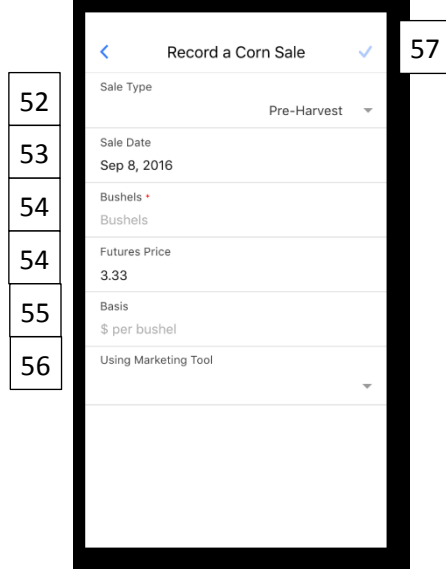 Record a Corn Sale
57
52
Sale Type
Pre-Harvest
53
Sale Date
Sep 8, 2016
54
Bushels •
Bushels
54
Futures Price
3.33
55
Basis
$ per bushel
56
Using Marketing Tool